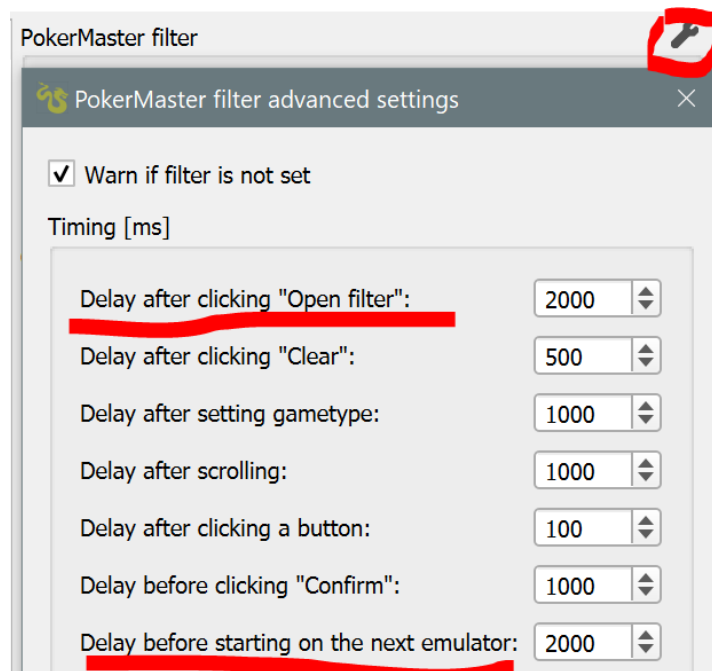 PokerMaster filter
PokerMaster filter advanced settings
Warn if filter is not set
Timing [ms]
Delay after clicking "Open filter": 2000
Delay after clicking "Clear": 500
Delay after setting gametype: 1000
Delay after scrolling: 1000
Delay after clicking a button: 100
Delay before clicking "Confirm": 1000
Delay before starting on the next emulator: 2000